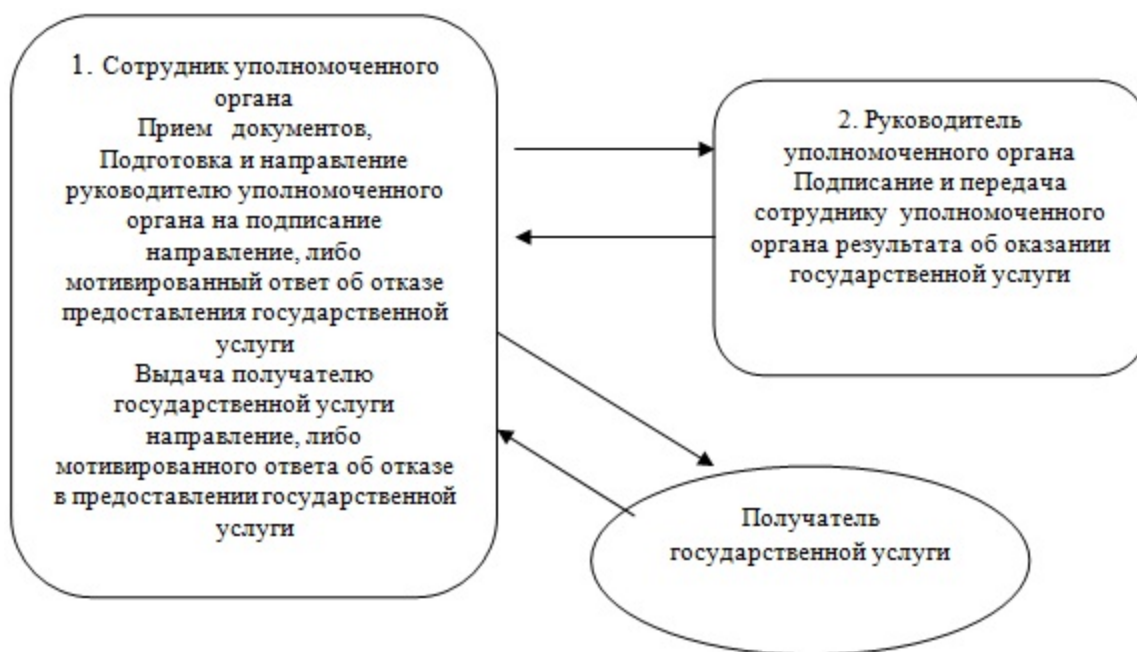 1. Сотрудник уполномоченного
органа
Прием документов,
Подготовка и направление
руководителю уполномоченного
органа на подписание
направление, либо
мотивированный ответ об отказе
предоставления государственной
услуги
Выдача получателю
государственной услуги
направление, либо
мотивированного ответа об отказе
в предоставлении государственной
услуги
2. Руководитель
уполномоченного органа
Подписание и передача
сотруднику уполномоченного
органа результата об оказании
государственной услуги
Получатель
государственной услуги